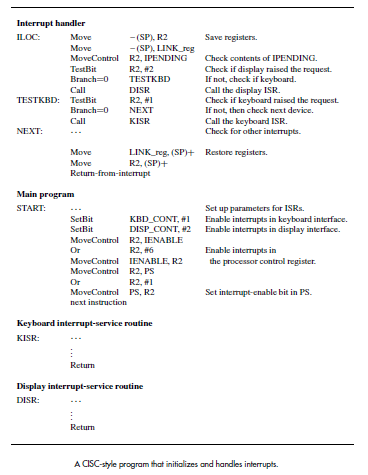 Interrupt handler
ILOC: Move –(SP), R2 Save registers.
Move –(SP), LINK_reg
MoveControl R2, IPENDING Check contents of IPENDING.
TestBit R2, #2 Check if display raised the request.
Branch=0 TESTKBD If not, check if keyboard.
Call DISR Call the display ISR.
TESTKBD: TestBit R2, #1 Check if keyboard raised the request.
Branch=0 NEXT If not, then check next device.
Call KISR Call the keyboard ISR.
NEXT: --- Check for other interrupts.
Move LINK_reg, (SP)+ Restore registers.
Move R2, (SP)+
Return-from-interrupt
Main program
START: --- Set up parameters for ISRs.
SetBit KBD_CONT, #1 Enable interrupts in keyboard interface.
SetBit DISP_CONT, #2 Enable interrupts in display interface.
MoveControl R2, IENABLE
Or R2, #6 Enable interrupts in
MoveControl IENABLE, R2 the processor control register.
MoveControl R2, PS
Or R2, #1
MoveControl PS, R2 Set interrupt-enable bit in PS.
next instruction
Keyboard interrupt-service routine
KISR: ---
⋮
Return
Display interrupt-service routine
DISR: ---
⋮
Return
A CISC-style program that initializes and handles interrupts.